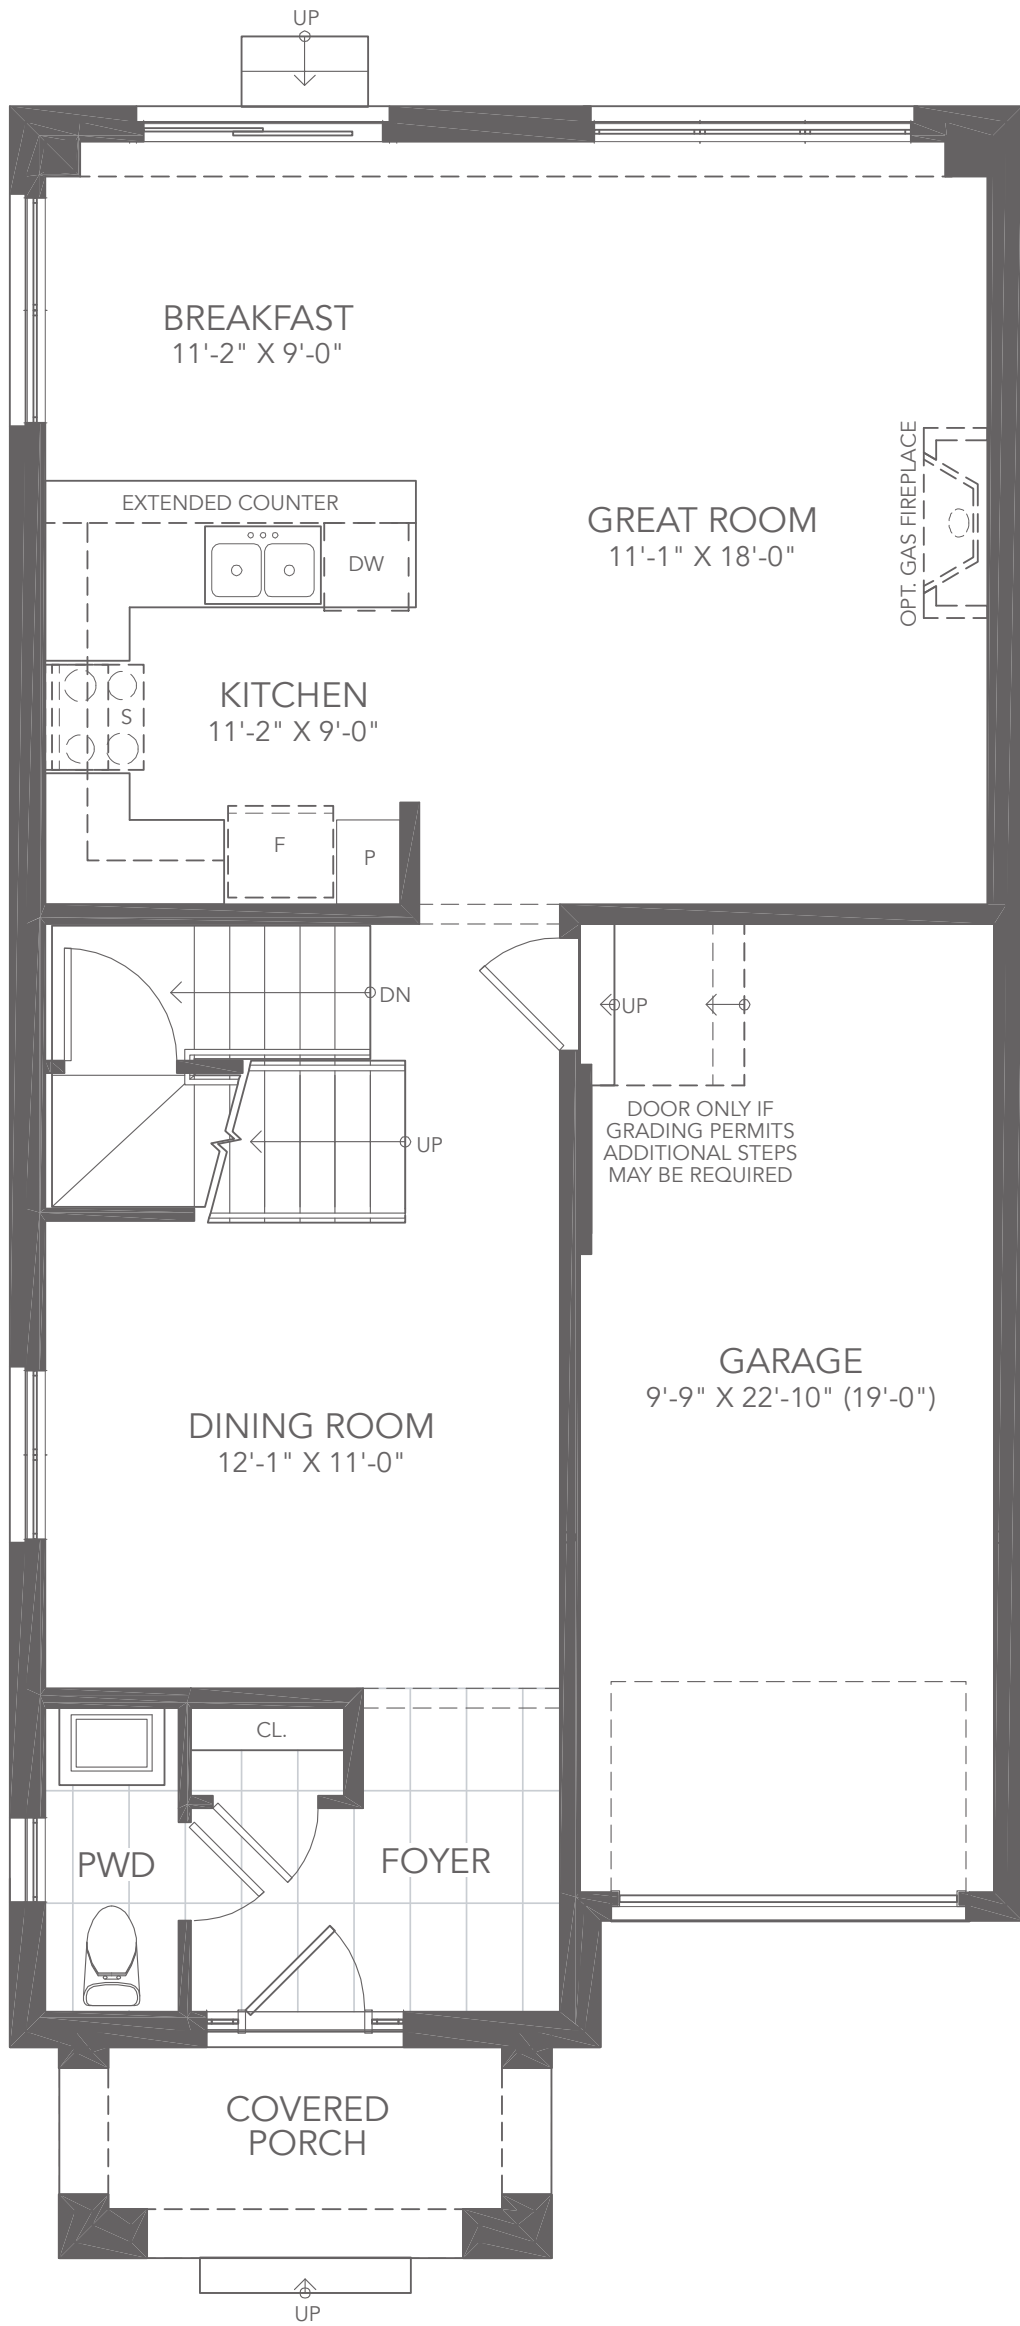 UP
BREAKFAST
11'-2" X 9'-0"
EXTENDED COUNTER
DW
GREAT ROOM
11'-1" X 18'-0"
OPT. GAS FIREPLACE
KITCHEN
11'-2" X 9'-0"
S
F
P
DN
UP
UP
DOOR ONLY IF
GRADING PERMITS
ADDITIONAL STEPS
MAY BE REQUIRED
GARAGE
9'-9" X 22'-10" (19'-0")
DINING ROOM
12'-1" X 11'-0"
CL.
PWD
FOYER
COVERED
PORCH
UP